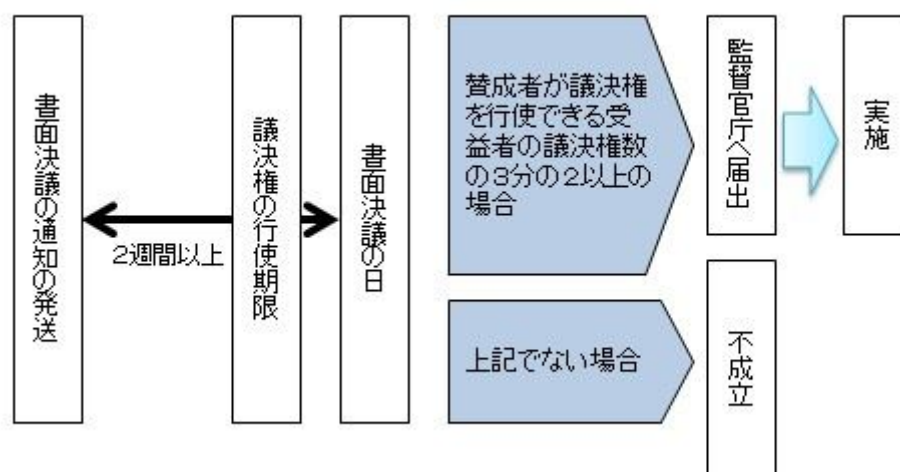 書面決議の通知の発送
2週間以上
議決権の行使期限
書面決議の日
賛成者が議決権
を行使できる受
益者の議決権数
の3分の2以上の
場合
監督官庁へ届出
実施
上記でない場合
不成立